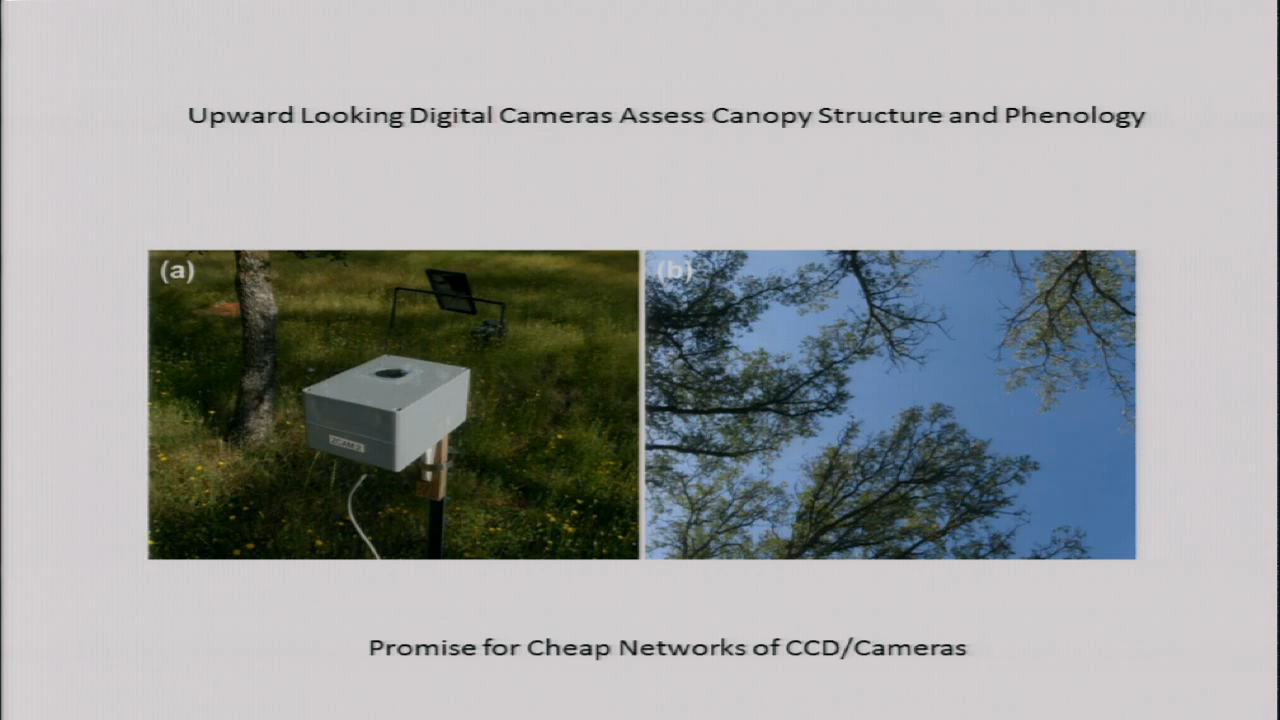 Upward Looking Digital Cameras Assess Canopy Structure and Phenology
(a)
(b)
Promise for Cheap Networks of CCD/Cameras